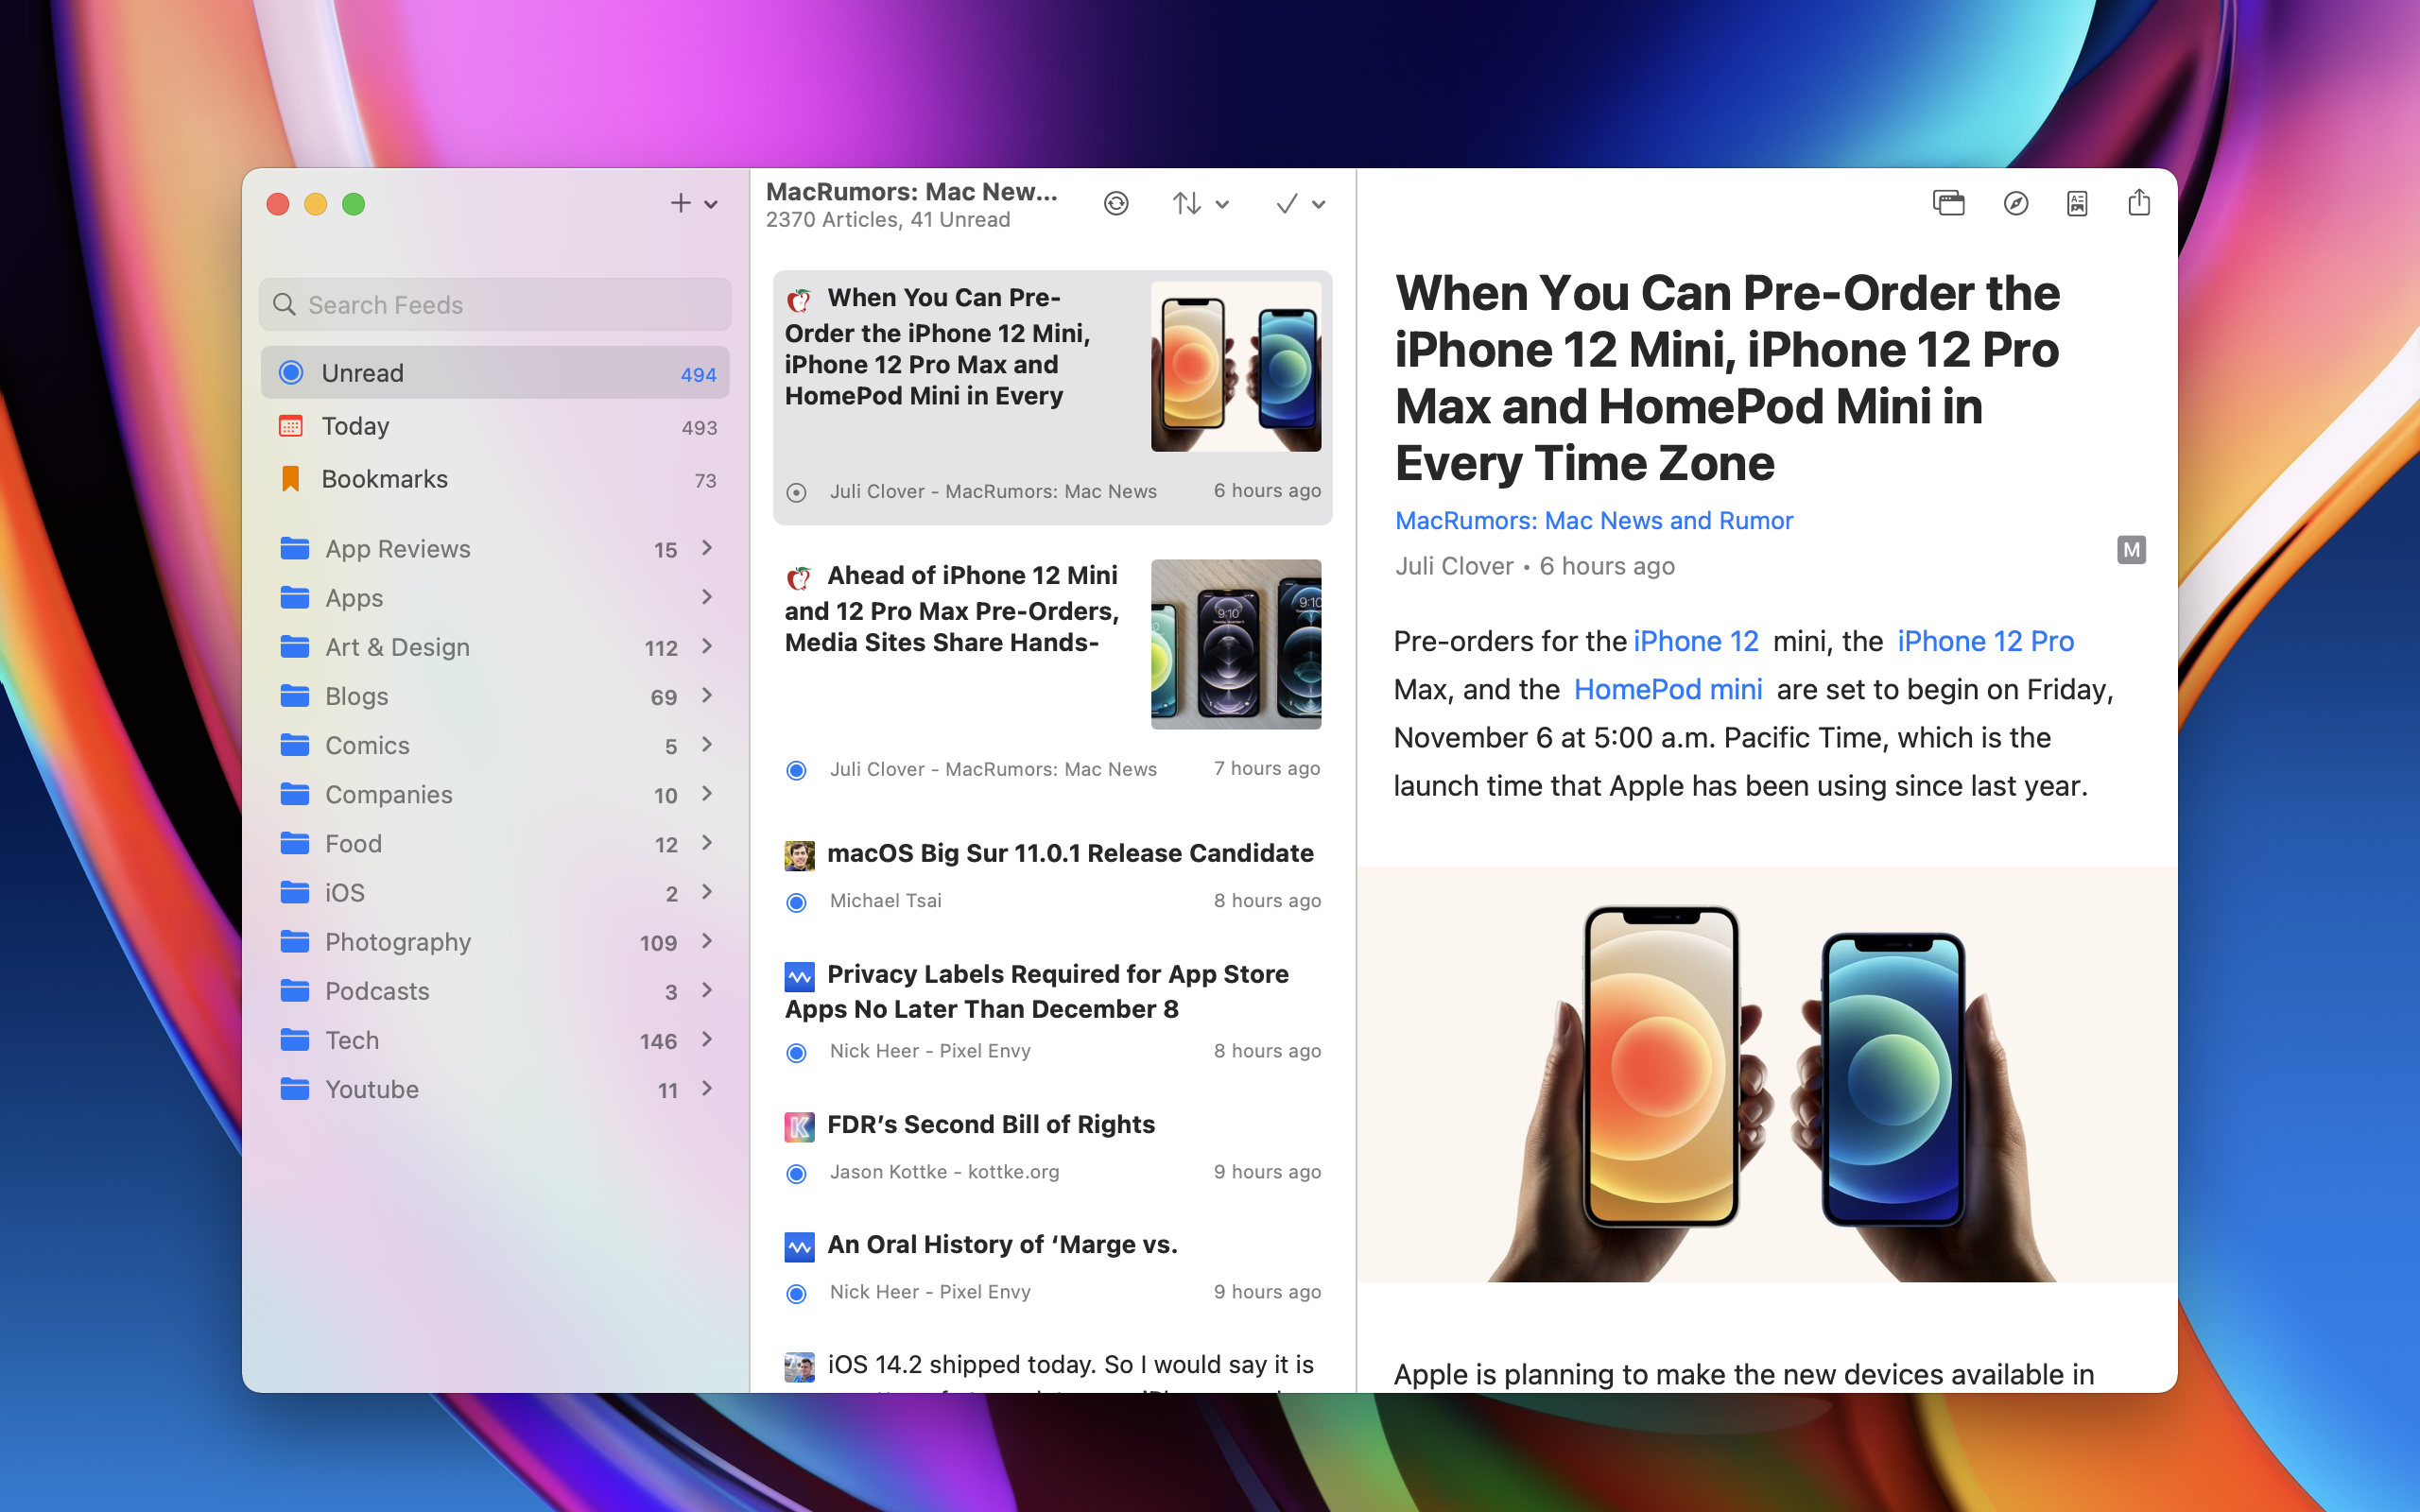 Search Feeds
Unread 494
Today 493
Bookmarks 73
App Reviews 15
Apps
Art & Design 112
Blogs 69
Comics 5
Companies 10
Food 12
iOS 2
Photography 109
Podcasts 3
Tech 146
Youtube 11
MacRumors: Mac New...
2370 Articles, 41 Unread
When You Can Pre-
Order the iPhone 12 Mini,
iPhone 12 Pro Max and
HomePod Mini in Every
Juli Clover - MacRumors: Mac News 6 hours ago
Ahead of iPhone 12 Mini
and 12 Pro Max Pre-Orders,
Media Sites Share Hands-
9:10
9:10
Juli Clover - MacRumors: Mac News 7 hours ago
macOS Big Sur 11.0.1 Release Candidate
Michael Tsai 8 hours ago
Privacy Labels Required for App Store
Apps No Later Than December 8
Nick Heer - Pixel Envy 8 hours ago
K FDR’s Second Bill of Rights
Jason Kottke - kottke.org 9 hours ago
An Oral History of ‘Marge vs.
Nick Heer - Pixel Envy 9 hours ago
iOS 14.2 shipped today. So I would say it is
When You Can Pre-Order the
iPhone 12 Mini, iPhone 12 Pro
Max and HomePod Mini in
Every Time Zone
MacRumors: Mac News and Rumor
M
Juli Clover • 6 hours ago
Pre-orders for the iPhone 12 mini, the iPhone 12 Pro
Max, and the HomePod mini are set to begin on Friday,
November 6 at 5:00 a.m. Pacific Time, which is the
launch time that Apple has been using since last year.
Apple is planning to make the new devices available in